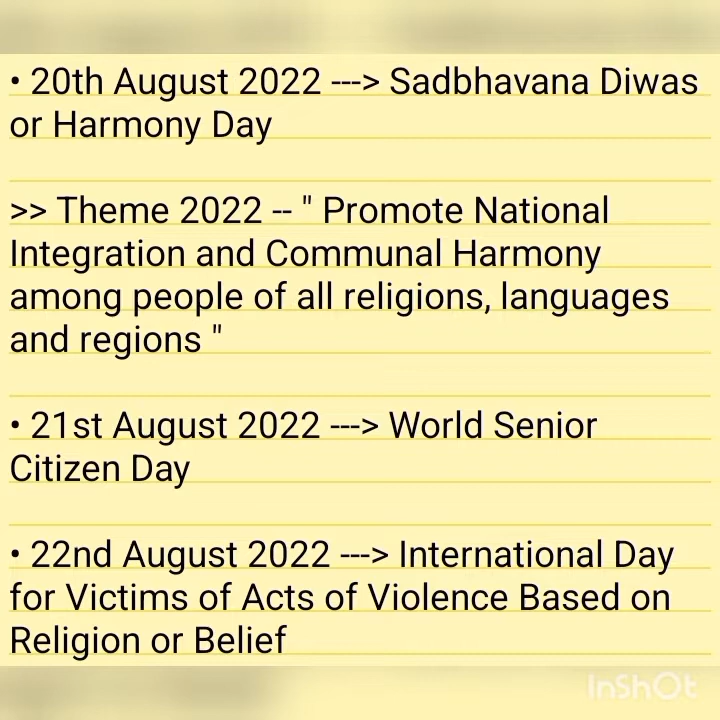 • 20th August 2022 ---> Sadbhavana Diwas
or Harmony Day
>> Theme 2022 -- " Promote National
Integration and Communal Harmony
among people of all religions, languages
and regions "
• 21st August 2022 ---> World Senior
Citizen Day
• 22nd August 2022 ---> International Day
for Victims of Acts of Violence Based on
Religion or Belief
InShOt